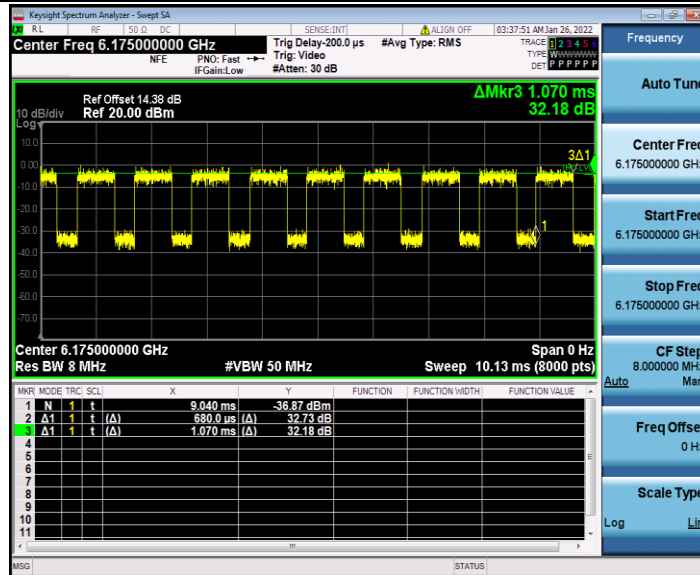 Keysight Spectrum Analyzer - Swept SA
LXI RL RF 50 Ω DC SENSE:INT ALIGN OFF 03:37:51 AM Jan 26, 2022
Center Freq 6.175000000 GHz
NFE
PNO: Fast
IFGain:Low
Trig Delay-200.0 µs
Trig: Video
#Atten: 30 dB
#Avg Type: RMS
TRACE 1 2 3 4 5 6
TYPE WWWWWW
DET P P P P P P
Ref Offset 14.38 dB
10 dB/div Ref 20.00 dBm
Log
ΔMkr3 1.070 ms
32.18 dB
10.0
0.00
-10.0
-20.0
-30.0
-40.0
-50.0
-60.0
-70.0
3Δ1
1
Center 6.175000000 GHz Span 0 Hz
Res BW 8 MHz #VBW 50 MHz Sweep 10.13 ms (8000 pts)
MKR MODE TRC SCL X Y FUNCTION FUNCTION WIDTH FUNCTION VALUE
1 N 1 t 9.040 ms -36.87 dBm
2 Δ1 1 t (Δ) 680.0 µs (Δ) 32.73 dB
3 Δ1 1 t (Δ) 1.070 ms (Δ) 32.18 dB
4
5
6
7
8
9
10
11
MSG STATUS
Frequency
Auto Tune
Center Freq
6.175000000 GHz
Start Freq
6.175000000 GHz
Stop Freq
6.175000000 GHz
CF Step
8.000000 MHz
Auto Man
Freq Offset
0 Hz
Scale Type
Log Lin